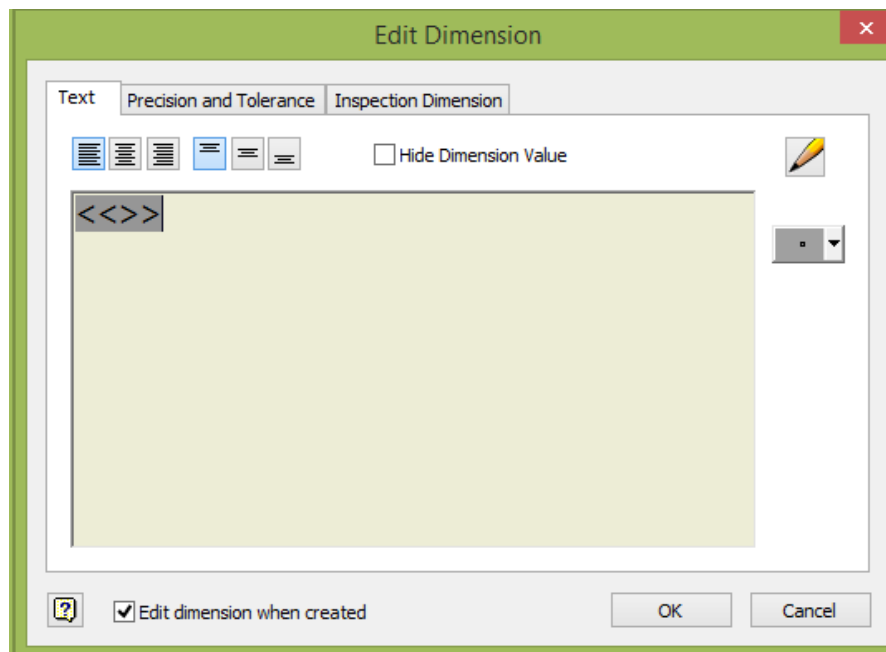 Edit Dimension
Text Precision and Tolerance Inspection Dimension
Hide Dimension Value
<<>>
Edit dimension when created OK Cancel